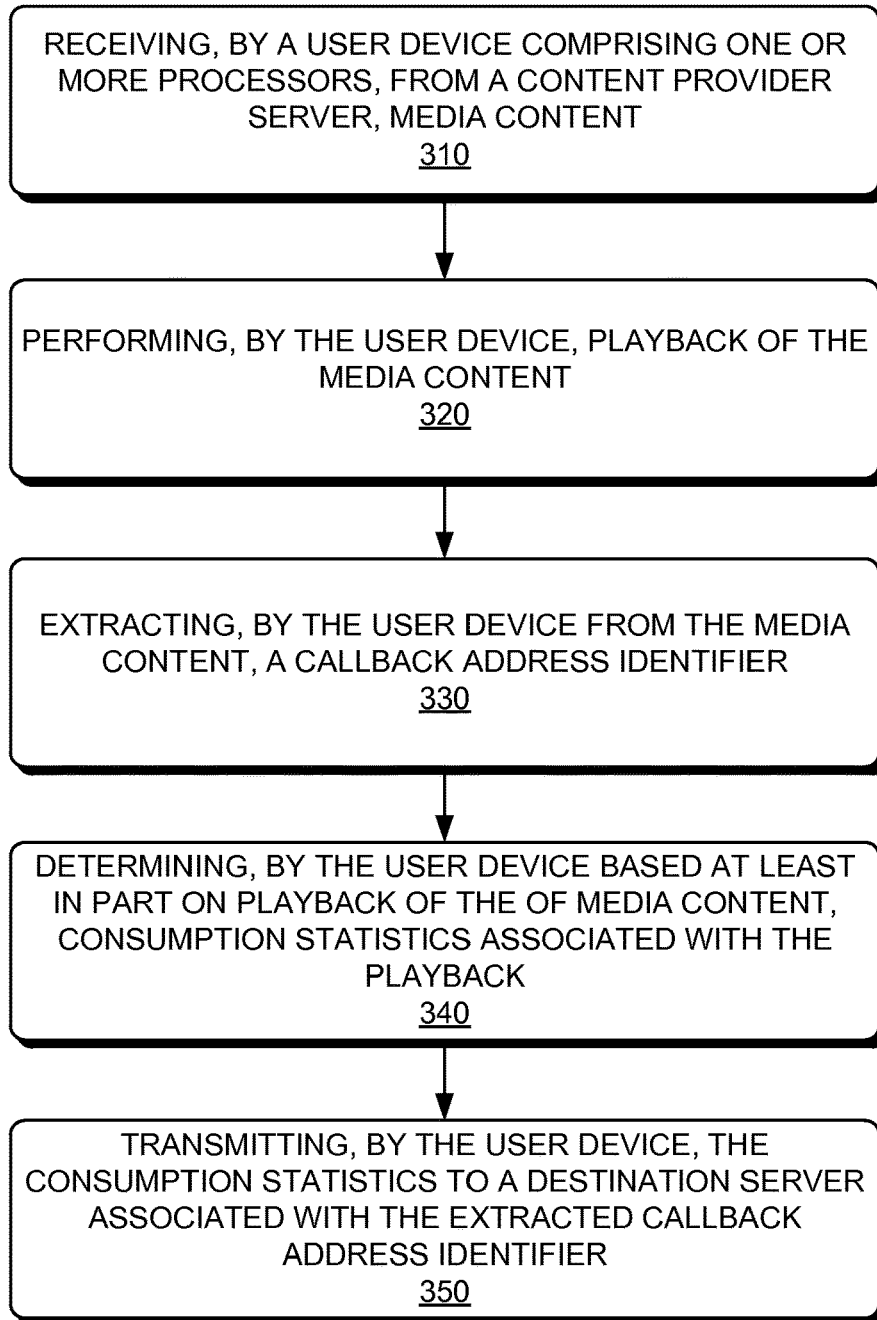 RECEIVING, BY A USER DEVICE COMPRISING ONE OR
MORE PROCESSORS, FROM A CONTENT PROVIDER
SERVER, MEDIA CONTENT
310
PERFORMING, BY THE USER DEVICE, PLAYBACK OF THE
MEDIA CONTENT
320
EXTRACTING, BY THE USER DEVICE FROM THE MEDIA
CONTENT, A CALLBACK ADDRESS IDENTIFIER
330
DETERMINING, BY THE USER DEVICE BASED AT LEAST
IN PART ON PLAYBACK OF THE OF MEDIA CONTENT,
CONSUMPTION STATISTICS ASSOCIATED WITH THE
PLAYBACK
340
TRANSMITTING, BY THE USER DEVICE, THE
CONSUMPTION STATISTICS TO A DESTINATION SERVER
ASSOCIATED WITH THE EXTRACTED CALLBACK
ADDRESS IDENTIFIER
350